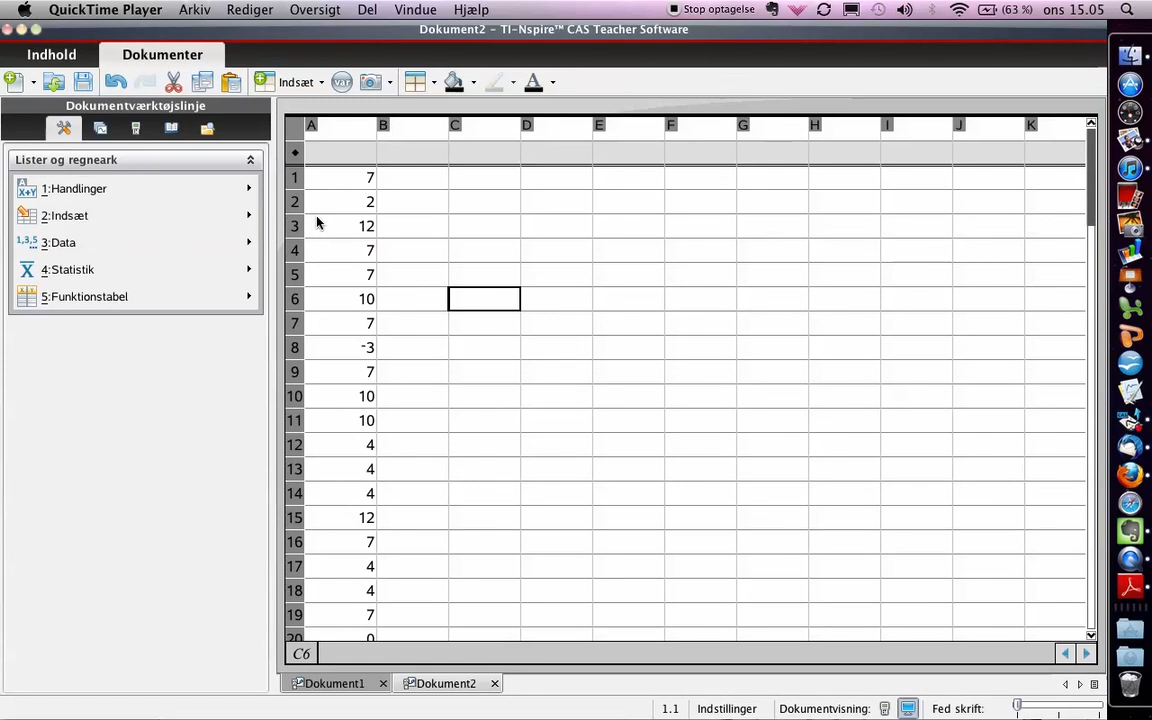 QuickTime Player Arkiv Rediger Oversigt Del Vindue Hjælp Stop optagelse (63 %) ons 15.05
Dokument2 - TI-Nspire™ CAS Teacher Software
Indhold Dokumenter
Indsæt var A
Dokumentværktøjslinje
Lister og regneark
1:Handlinger
2:Indsæt
3:Data
4:Statistik
5:Funktionstabel
A B C D E F G H I J K
◆
1 7
2 2
3 12
4 7
5 7
6 10
7 7
8 -3
9 7
10 10
11 10
12 4
13 4
14 4
15 12
16 7
17 4
18 4
19 7
20 0
C6
Dokument1 Dokument2
1.1 Indstillinger Dokumentvisning: Fed skrift: